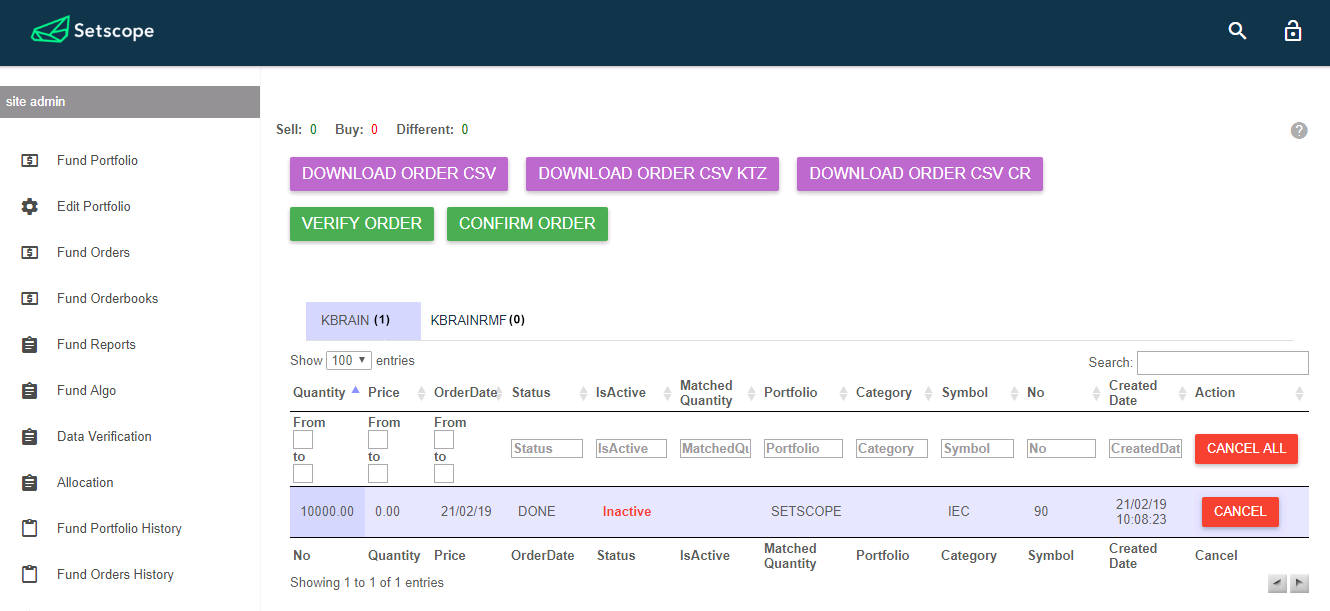 Setscope
site admin
Fund Portfolio
Edit Portfolio
Fund Orders
Fund Orderbooks
Fund Reports
Fund Algo
Data Verification
Allocation
Fund Portfolio History
Fund Orders History
Sell: 0 Buy: 0 Different: 0
?
DOWNLOAD ORDER CSV DOWNLOAD ORDER CSV KTZ DOWNLOAD ORDER CSV CR
VERIFY ORDER CONFIRM ORDER
KBRAIN (1) KBRAINRMF (0)
Show 100 entries Search:
Quantity Price OrderDate Status IsActive Matched Quantity Portfolio Category Symbol No Created Date Action
From From From
to to to
Status IsActive MatchedQu Portfolio Category Symbol No CreatedDat CANCEL ALL
10000.00 0.00 21/02/19 DONE Inactive SETSCOPE IEC 90 21/02/19 10:08:23 CANCEL
No Quantity Price OrderDate Status IsActive Matched Quantity Portfolio Category Symbol Created Date Cancel
Showing 1 to 1 of 1 entries